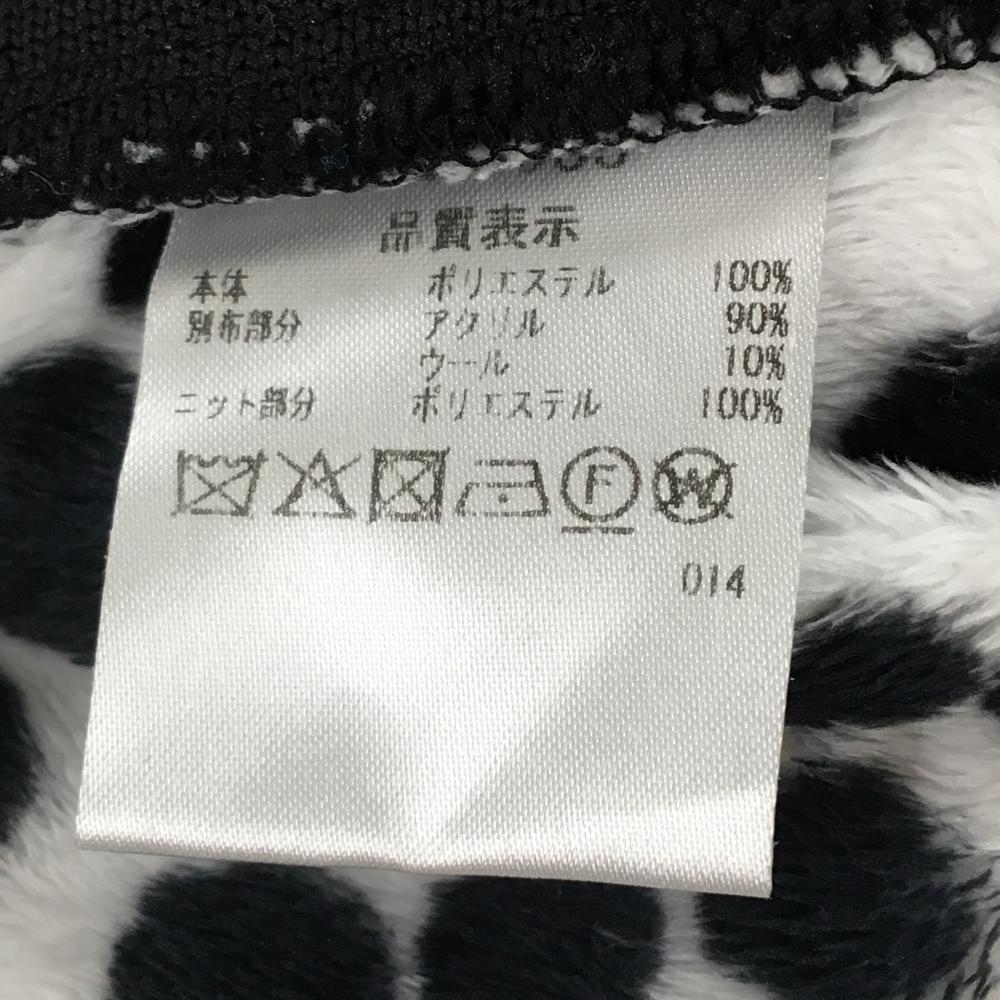 品質表示
本体 ポリエステル 100%
別布部分 アクリル 90%
ウール 10%
ニット部分 ポリエステル 100%
F W
014